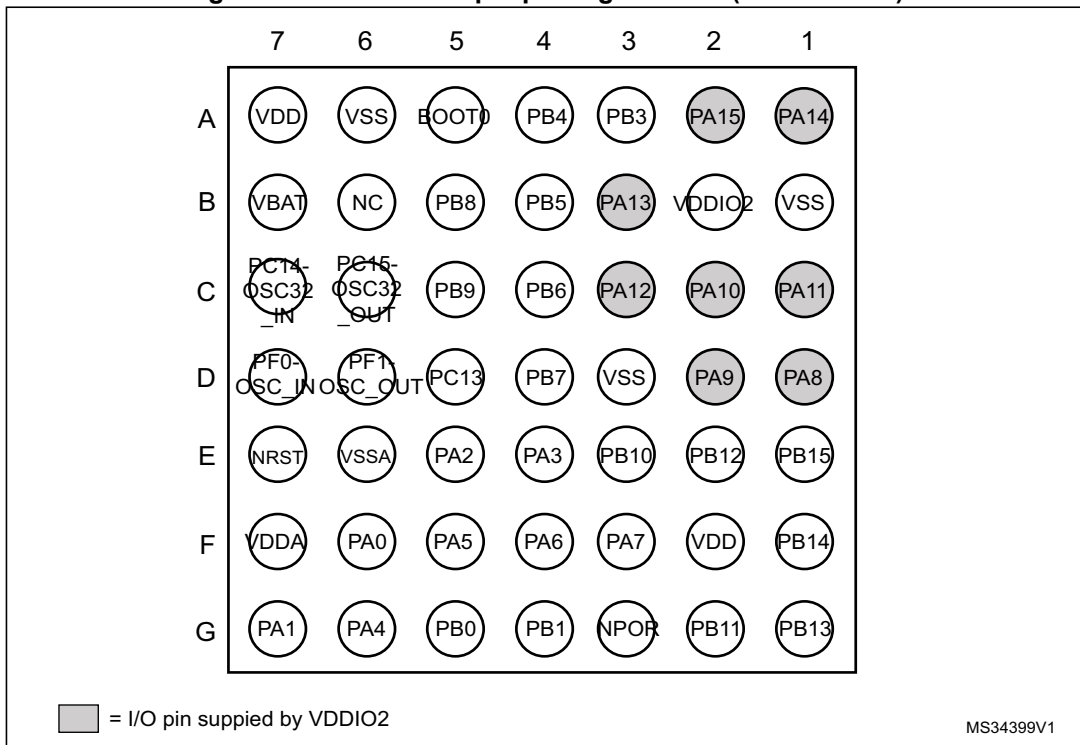 7 6 5 4 3 2 1
A VDD VSS BOOT0 PB4 PB3 PA15 PA14
B VBAT NC PB8 PB5 PA13 VDDIO2 VSS
C PC14-OSC32_IN PC15-OSC32_OUT PB9 PB6 PA12 PA10 PA11
D PF0-OSC_IN PF1-OSC_OUT PC13 PB7 VSS PA9 PA8
E NRST VSSA PA2 PA3 PB10 PB12 PB15
F VDDA PA0 PA5 PA6 PA7 VDD PB14
G PA1 PA4 PB0 PB1 NPOR PB11 PB13
= I/O pin suppied by VDDIO2
MS34399V1